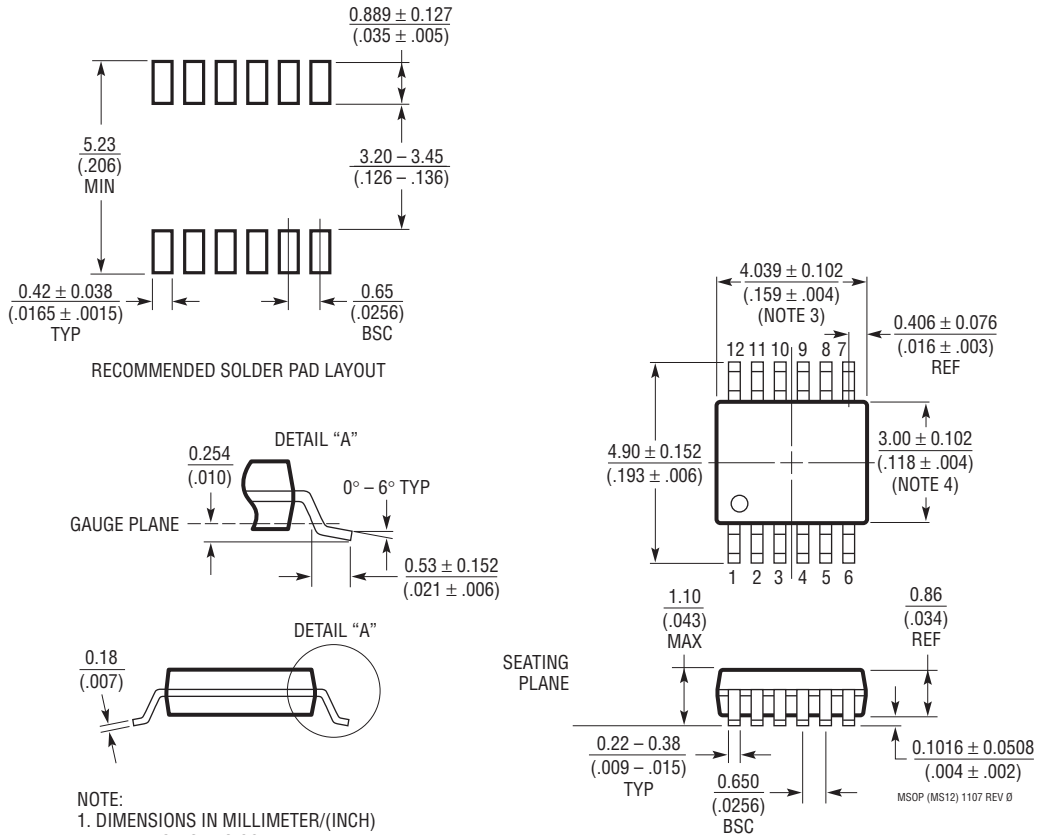 0.889 ± 0.127
(.035 ± .005)
5.23
(.206)
MIN
3.20 – 3.45
(.126 – .136)
0.42 ± 0.038
(.0165 ± .0015)
TYP
0.65
(.0256)
BSC
RECOMMENDED SOLDER PAD LAYOUT
4.039 ± 0.102
(.159 ± .004)
(NOTE 3)
0.406 ± 0.076
(.016 ± .003)
REF
12 11 10 9 8 7
4.90 ± 0.152
(.193 ± .006)
3.00 ± 0.102
(.118 ± .004)
(NOTE 4)
1 2 3 4 5 6
DETAIL “A”
0.254
(.010)
0° – 6° TYP
GAUGE PLANE
0.53 ± 0.152
(.021 ± .006)
DETAIL “A”
0.18
(.007)
SEATING
PLANE
1.10
(.043)
MAX
0.86
(.034)
REF
0.22 – 0.38
(.009 – .015)
TYP
0.650
(.0256)
BSC
0.1016 ± 0.0508
(.004 ± .002)
MSOP (MS12) 1107 REV Ø
NOTE:
1. DIMENSIONS IN MILLIMETER/(INCH)